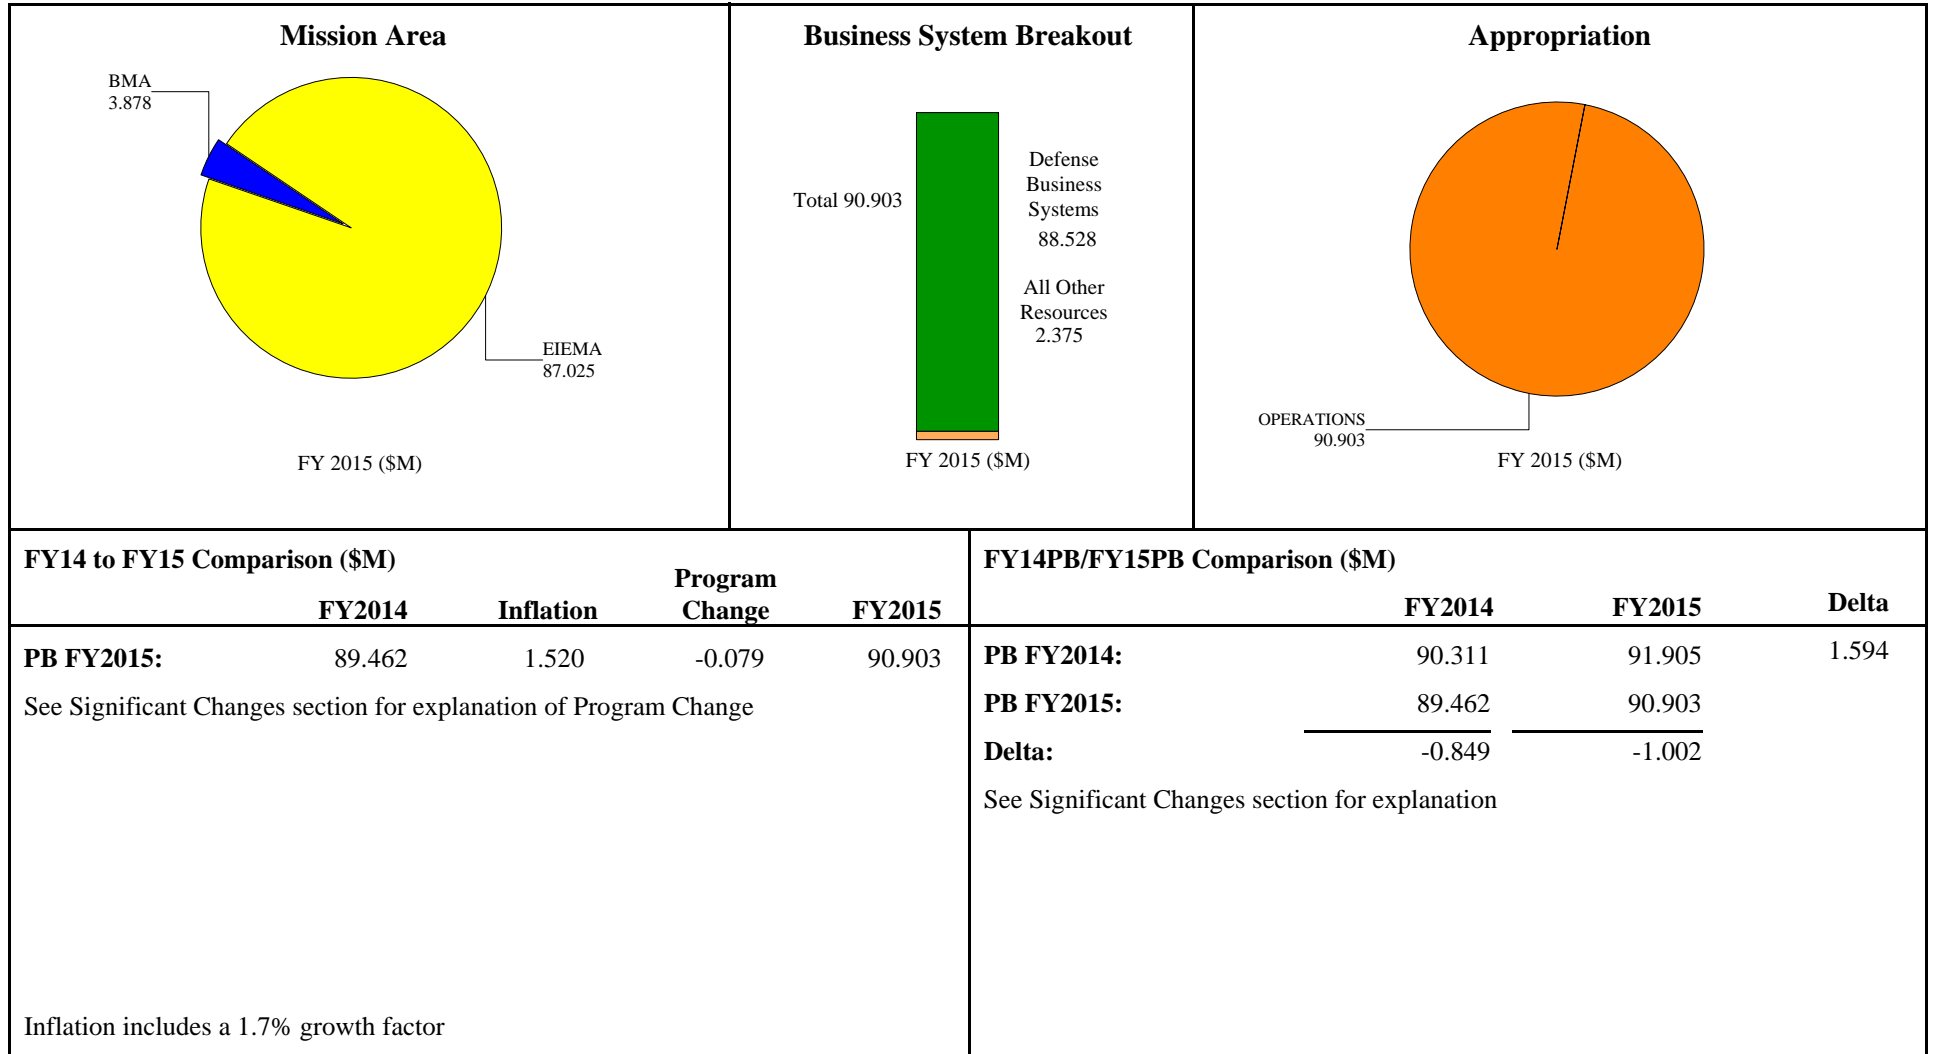 Mission Area
BMA
3.878
EIEMA
87.025
FY 2015 ($M)
Business System Breakout
Total 90.903
Defense
Business
Systems
88.528
All Other
Resources
2.375
FY 2015 ($M)
Appropriation
OPERATIONS
90.903
FY 2015 ($M)
FY14 to FY15 Comparison ($M)
FY2014 Inflation Program Change FY2015
PB FY2015: 89.462 1.520 -0.079 90.903
See Significant Changes section for explanation of Program Change
Inflation includes a 1.7% growth factor
FY14PB/FY15PB Comparison ($M)
FY2014 FY2015 Delta
PB FY2014: 90.311 91.905 1.594
PB FY2015: 89.462 90.903
Delta: -0.849 -1.002
See Significant Changes section for explanation